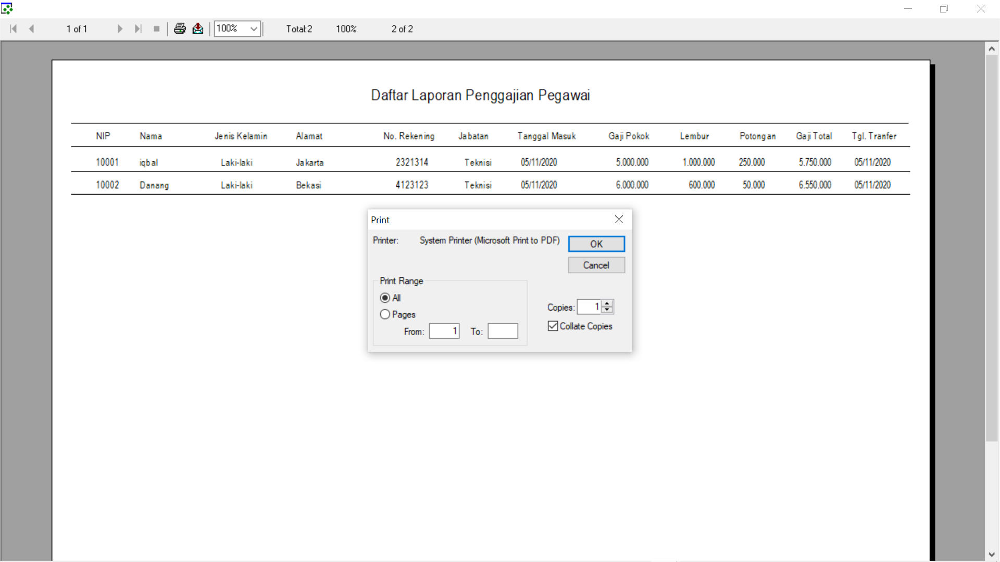 1 of 1 100% Total:2 100% 2 of 2
Daftar Laporan Penggajian Pegawai
NIP Nama Jenis Kelamin Alamat No. Rekening Jabatan Tanggal Masuk Gaji Pokok Lembur Potongan Gaji Total Tgl. Tranfer
10001 iqbal Laki-laki Jakarta 2321314 Teknisi 05/11/2020 5.000.000 1.000.000 250.000 5.750.000 05/11/2020
10002 Danang Laki-laki Bekasi 4123123 Teknisi 05/11/2020 6.000.000 600.000 50.000 6.550.000 05/11/2020
Print
Printer: System Printer (Microsoft Print to PDF) OK
Cancel
Print Range
All
Pages
From: 1 To:
Copies: 1
Collate Copies